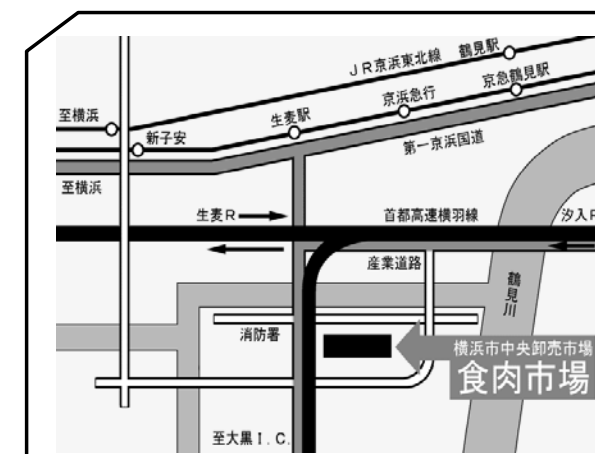 JR京浜東北線
鶴見駅
京急鶴見駅
京浜急行
生麦駅
至横浜
新子安
第一京浜国道
至横浜
生麦R
首都高速横羽線
汐入R
産業道路
鶴見川
消防署
横浜市中央卸売市場
食肉市場
至大黒I.C.